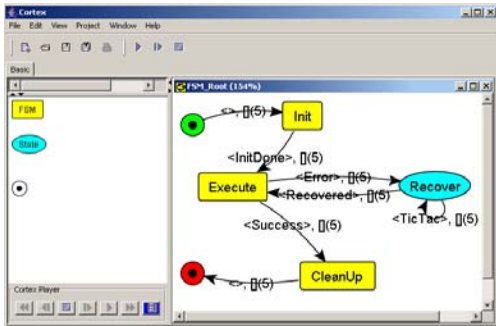 Cortex
File Edit View Project Window Help
Basic
FSM
State
Cortex Player
FSM_Root (154%)
<>, [](5)
Init
<InitDone>, [](5)
<Error>, [](5)
Execute
Recover
<Recovered>, [](5)
<TicTac>, [](5)
<Success>, [](5)
CleanUp
<>, [](5)